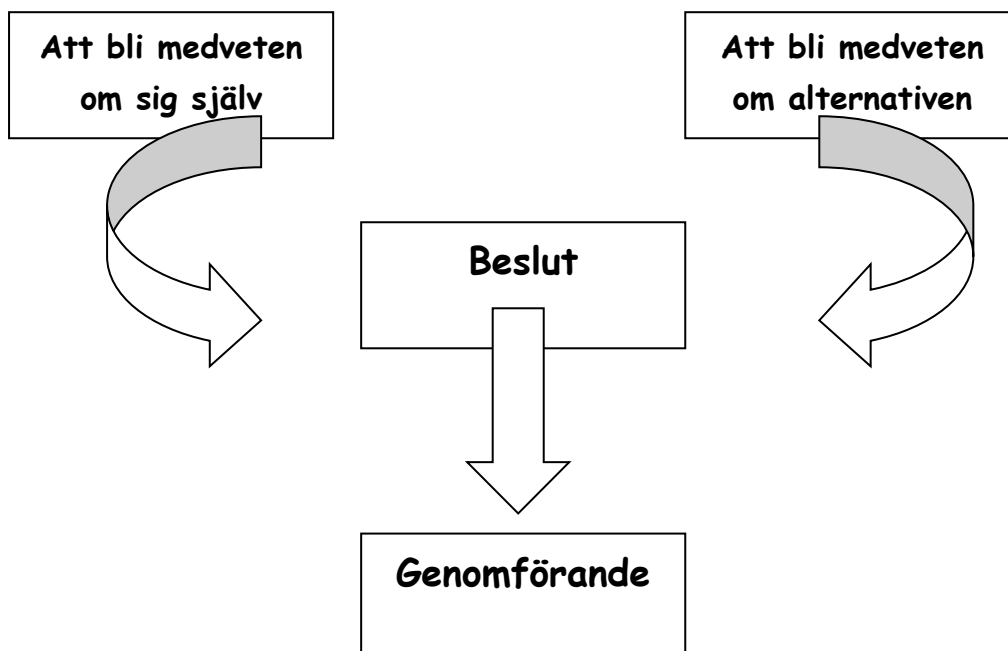 Att bli medveten
om sig själv
Att bli medveten
om alternativen
Beslut
Genomförande